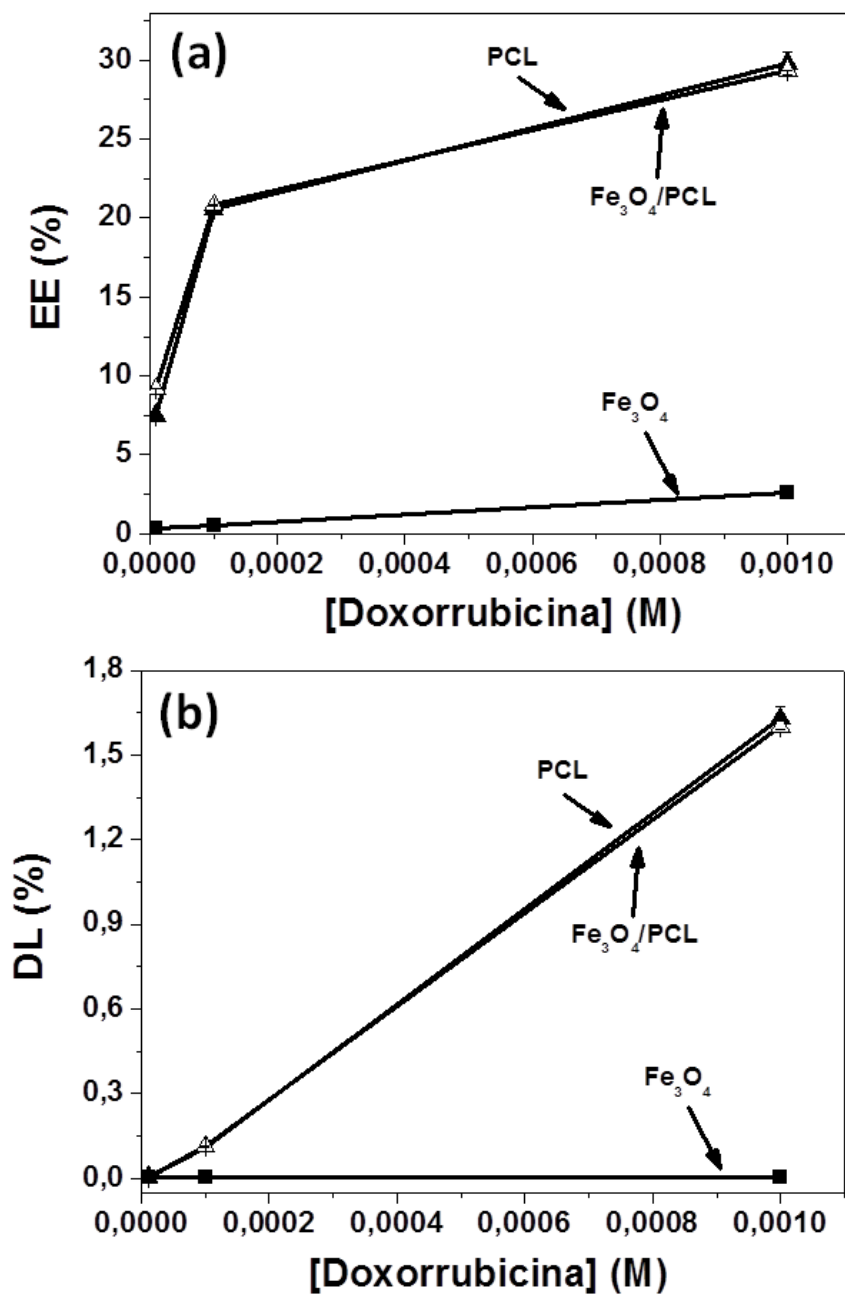 (a)
PCL
Fe₃O₄/PCL
Fe₃O₄
EE (%)
30
25
20
15
10
5
0
0,0000 0,0002 0,0004 0,0006 0,0008 0,0010
[Doxorrubicina] (M)
(b)
PCL
Fe₃O₄/PCL
Fe₃O₄
DL (%)
1,8
1,5
1,2
0,9
0,6
0,3
0,0
0,0000 0,0002 0,0004 0,0006 0,0008 0,0010
[Doxorrubicina] (M)